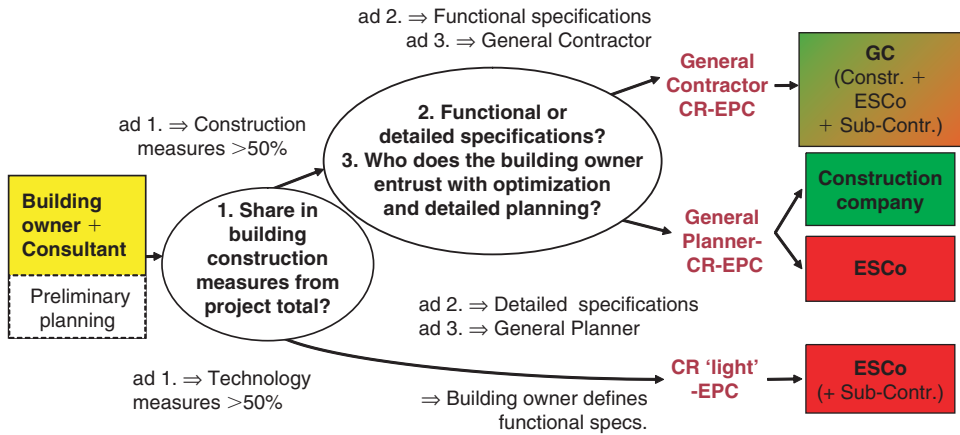 ad 2. ⇒ Functional specifications
ad 3. ⇒ General Contractor
General
Contractor
CR-EPC
GC
(Constr. +
ESCo
+ Sub-Contr.)
2. Functional or
detailed specifications?
3. Who does the building owner
entrust with optimization
and detailed planning?
ad 1. ⇒ Construction
measures >50%
Building
owner +
Consultant
Preliminary
planning
1. Share in
building
construction
measures from
project total?
General
Planner-
CR-EPC
Construction
company
ESCo
ad 2. ⇒ Detailed specifications
ad 3. ⇒ General Planner
ad 1. ⇒ Technology
measures >50%
CR ‘light’
-EPC
ESCo
(+ Sub-Contr.)
⇒ Building owner defines
functional specs.